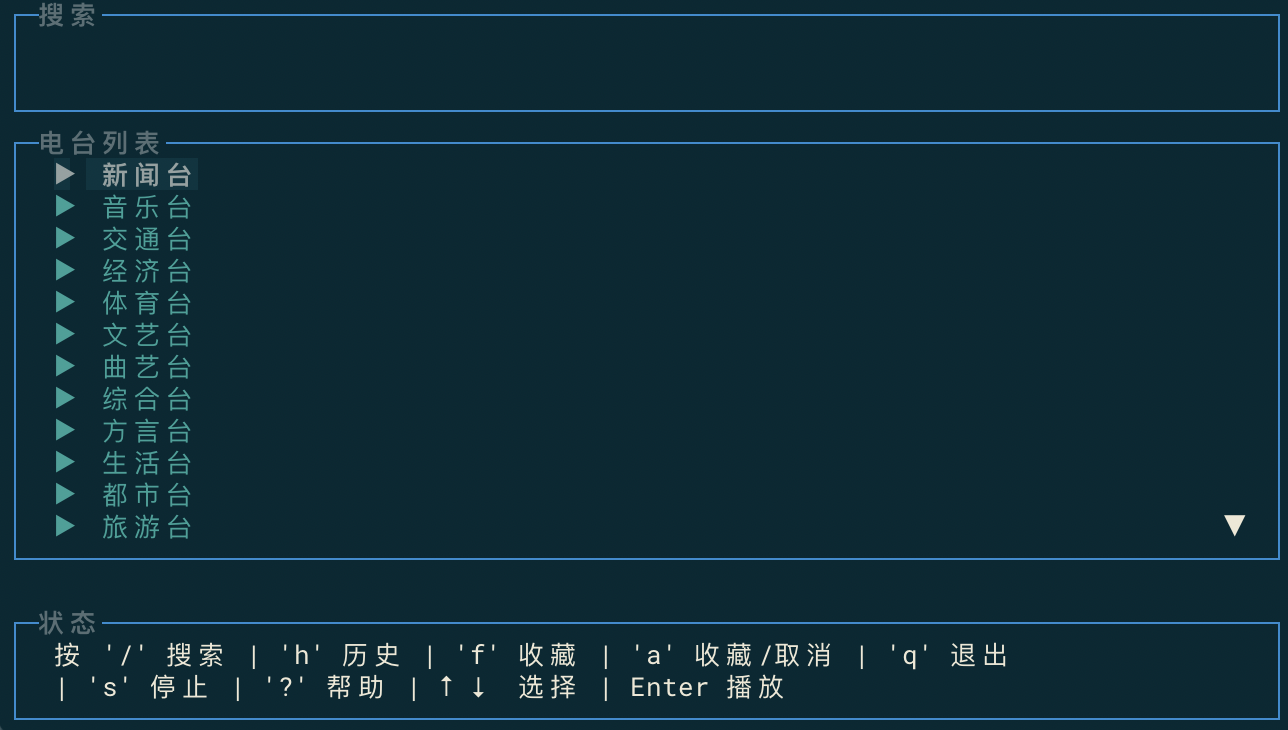 搜索
电台列表
▶ 新闻台
▶ 音乐台
▶ 交通台
▶ 经济台
▶ 体育台
▶ 文艺台
▶ 曲艺台
▶ 综合台
▶ 方言台
▶ 生活台
▶ 都市台
▶ 旅游台
▼
状态
按 '/' 搜索 | 'h' 历史 | 'f' 收藏 | 'a' 收藏/取消 | 'q' 退出
| 's' 停止 | '?' 帮助 | ↑↓ 选择 | Enter 播放